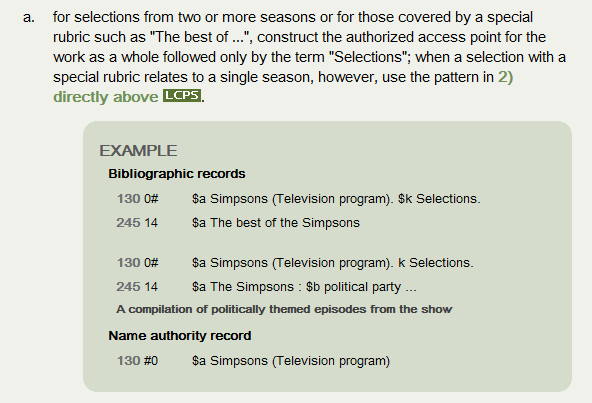 a. for selections from two or more seasons or for those covered by a special
rubric such as "The best of ...", construct the authorized access point for the
work as a whole followed only by the term "Selections"; when a selection with a
special rubric relates to a single season, however, use the pattern in 2)
directly above LCPS.
EXAMPLE
Bibliographic records
130 0# $a Simpsons (Television program). $k Selections.
245 14 $a The best of the Simpsons
130 0# $a Simpsons (Television program). k Selections.
245 14 $a The Simpsons : $b political party ...
A compilation of politically themed episodes from the show
Name authority record
130 #0 $a Simpsons (Television program)